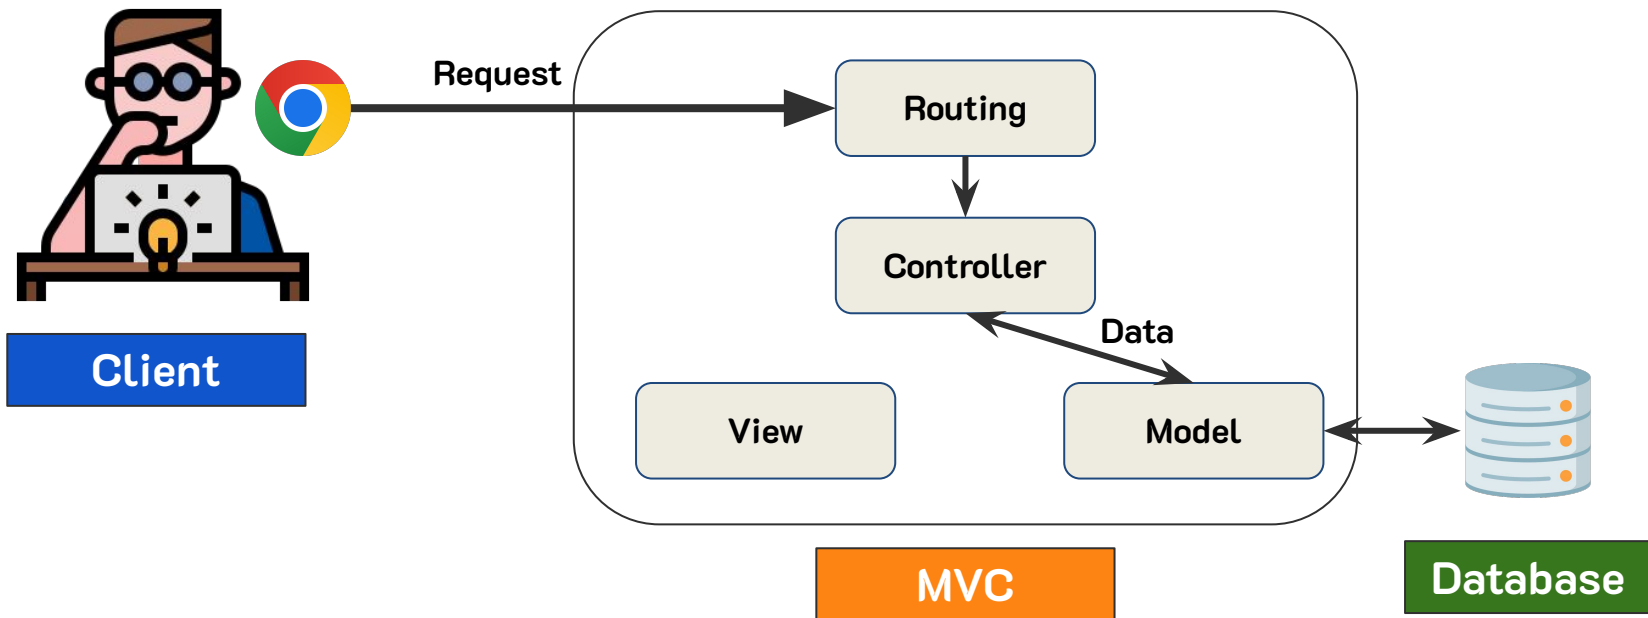 Request
Routing
Controller
Data
Client
View
Model
MVC
Database